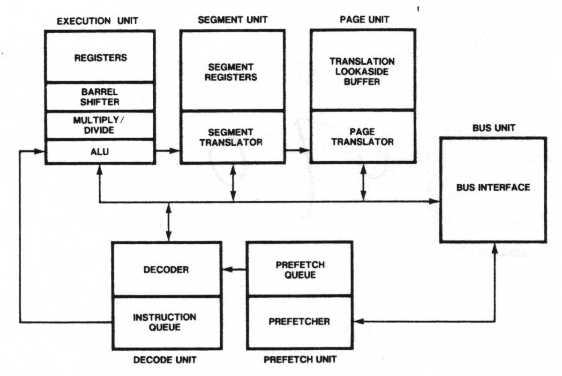 EXECUTION UNIT
SEGMENT UNIT
PAGE UNIT
REGISTERS
BARREL
SHIFTER
MULTIPLY/
DIVIDE
ALU
SEGMENT
REGISTERS
SEGMENT
TRANSLATOR
TRANSLATION
LOOKASIDE
BUFFER
PAGE
TRANSLATOR
BUS UNIT
BUS INTERFACE
DECODER
INSTRUCTION
QUEUE
DECODE UNIT
PREFETCH
QUEUE
PREFETCHER
PREFETCH UNIT